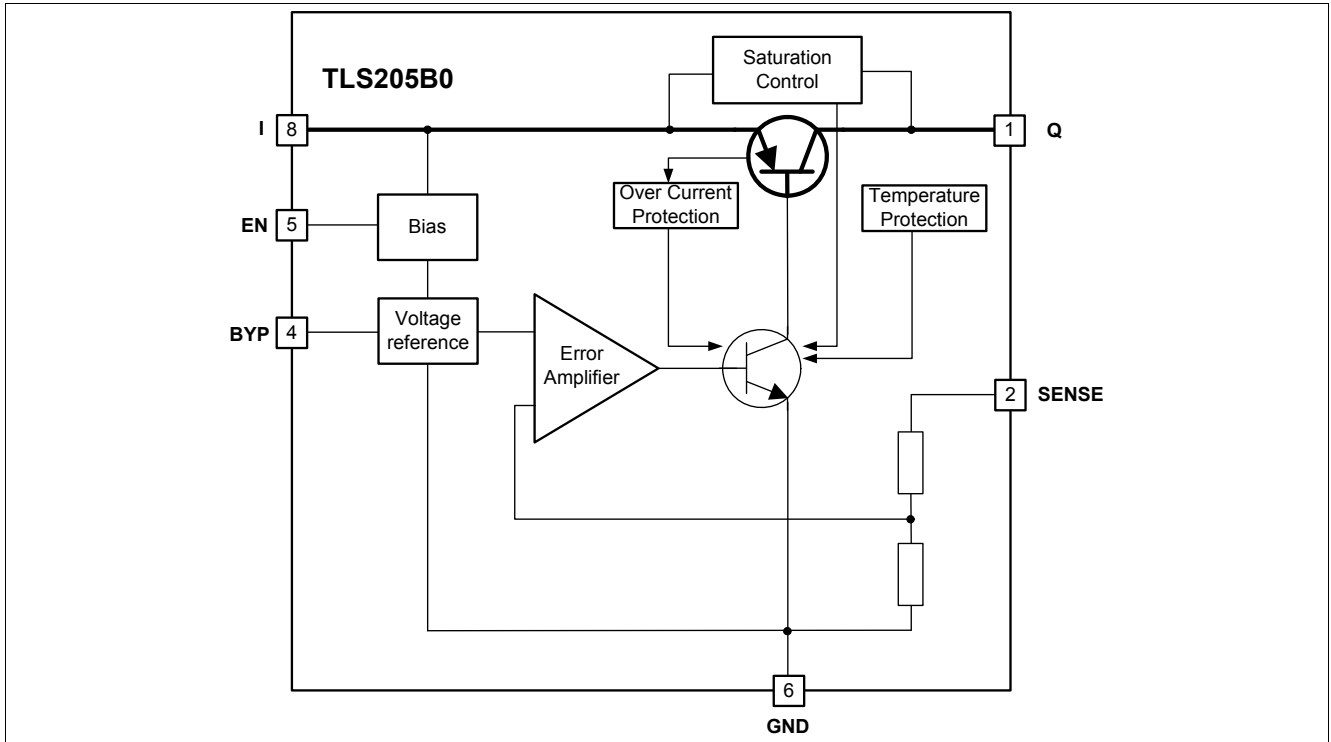 Saturation
Control
TLS205B0
I
8
1
Q
Over Current
Protection
Temperature
Protection
EN
5
Bias
BYP
4
Voltage
reference
Error
Amplifier
2
SENSE
6
GND